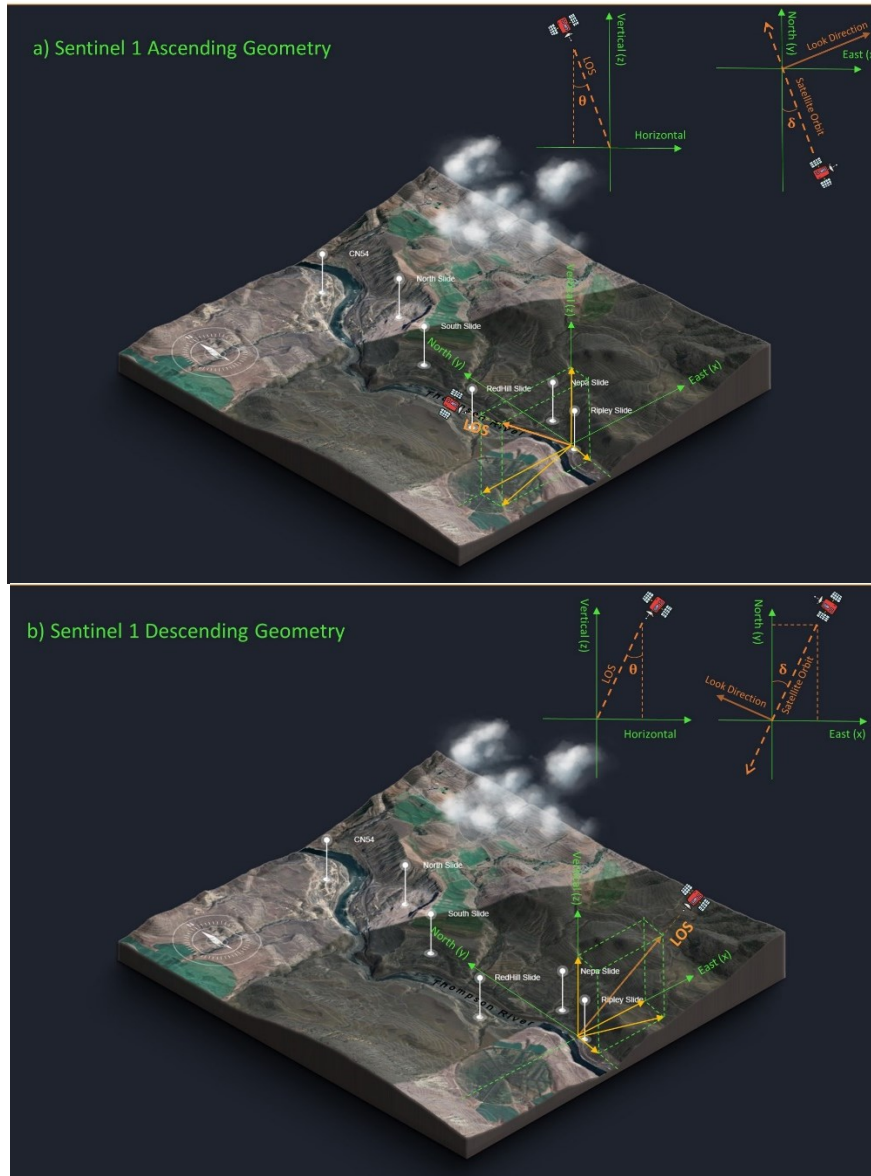 a) Sentinel 1 Ascending Geometry
Vertical (z)
LOS
θ
Horizontal
North (y)
Look Direction
East (x
Satellite Orbit
δ
CN54
North Slide
South Slide
Vertical (z)
North (y)
East (x)
RedHill Slide
Nepa Slide
Ripley Slide
LOS
River
b) Sentinel 1 Descending Geometry
Vertical (z)
LOS
θ
Horizontal
North (y)
δ
Look Direction
Satellite Orbit
East (x)
CN54
North Slide
South Slide
Vertical (z)
LOS
North (y)
East (x)
RedHill Slide
Nepa Slide
Ripley Slide
Thompson River